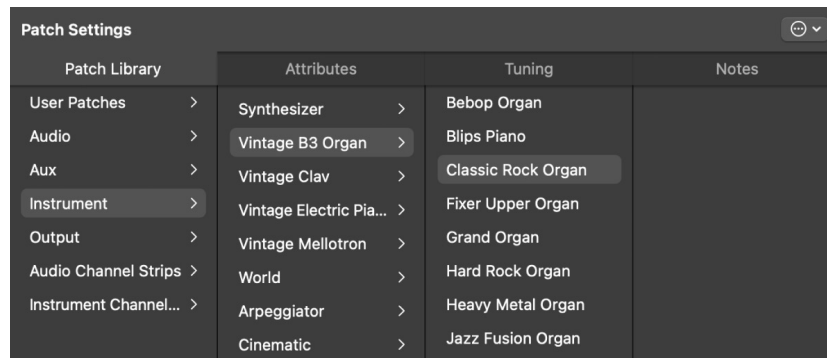 Patch Settings
Patch Library
Attributes
Tuning
Notes
User Patches
Audio
Aux
Instrument
Output
Audio Channel Strips
Instrument Channel...
Synthesizer
Vintage B3 Organ
Vintage Clav
Vintage Electric Pia...
Vintage Mellotron
World
Arpeggiator
Cinematic
Bebop Organ
Blips Piano
Classic Rock Organ
Fixer Upper Organ
Grand Organ
Hard Rock Organ
Heavy Metal Organ
Jazz Fusion Organ